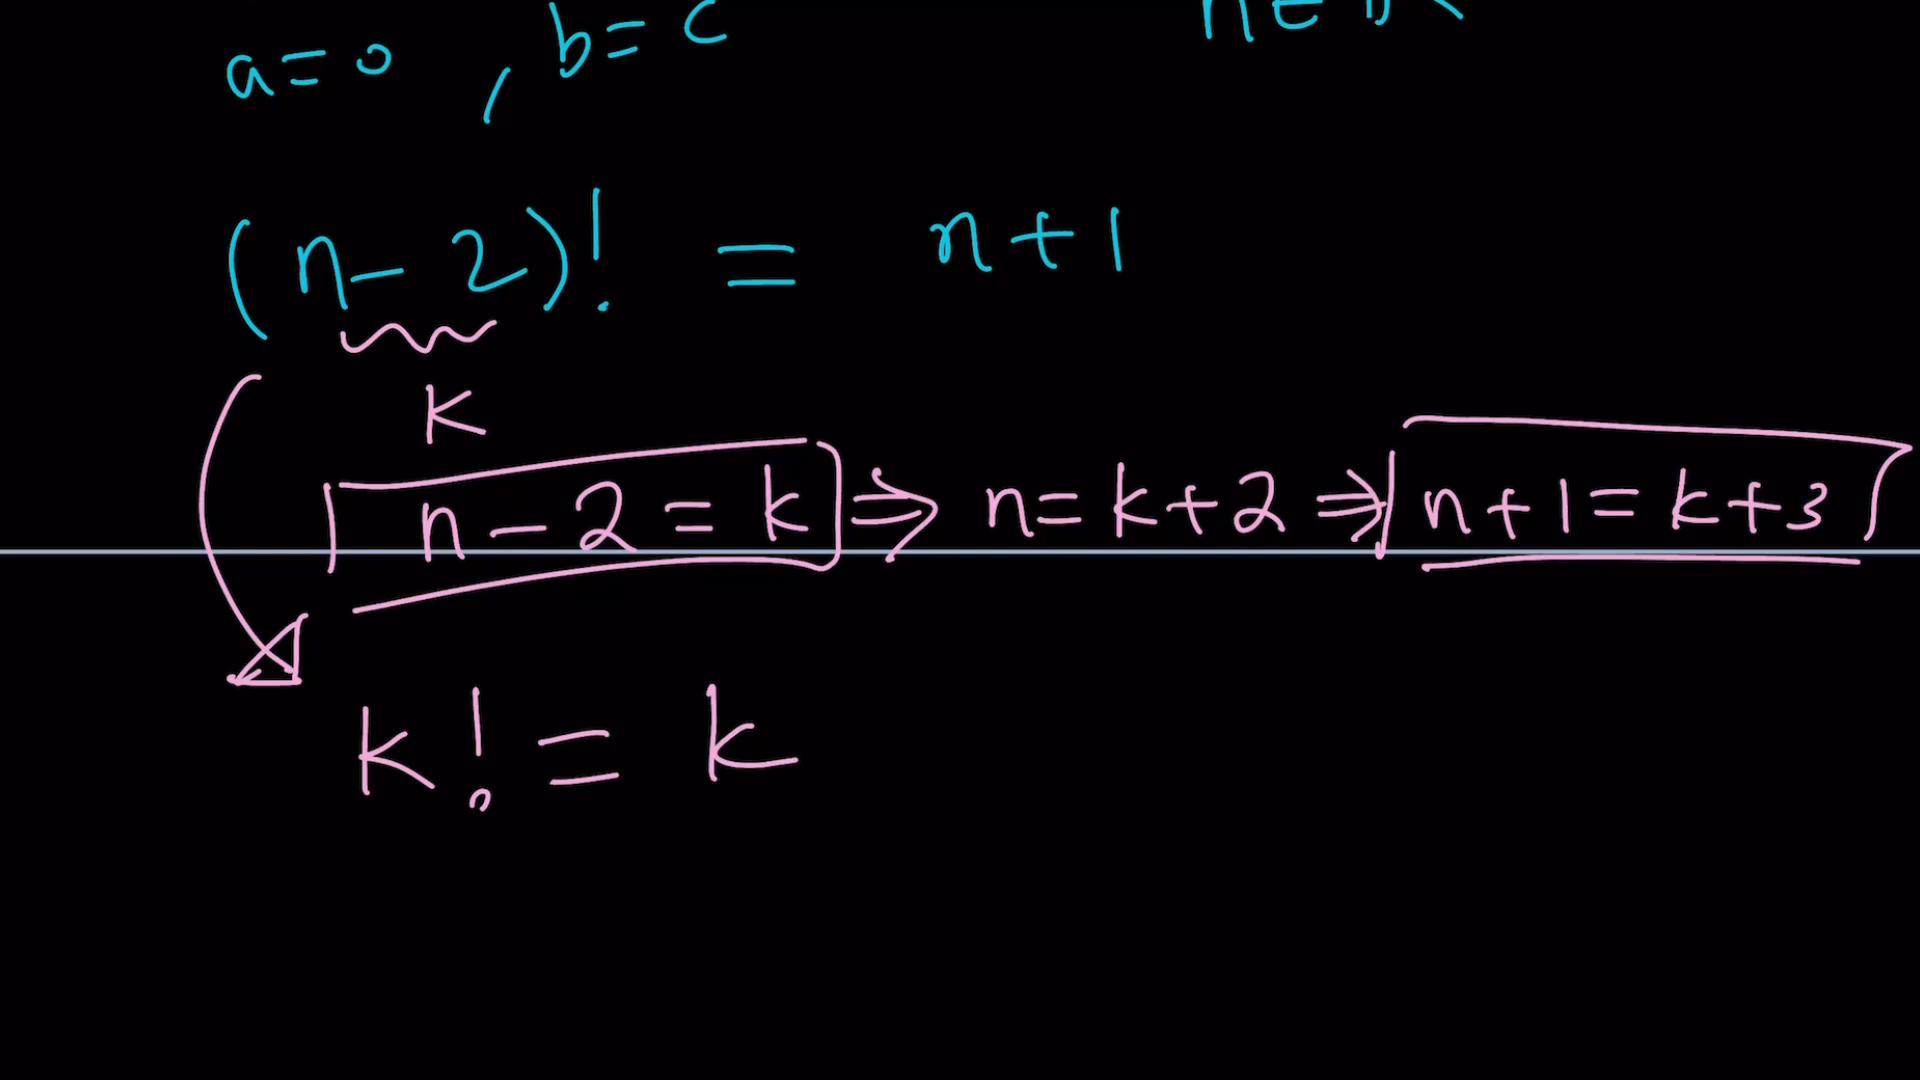 a=0 , b=c
(n-2)! = n+1
k
n-2=k ⇒ n=k+2 ⇒ n+1=k+3
k! = k